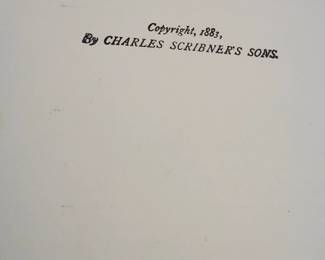 Copyright, 1883,
By CHARLES SCRIBNER'S SONS.